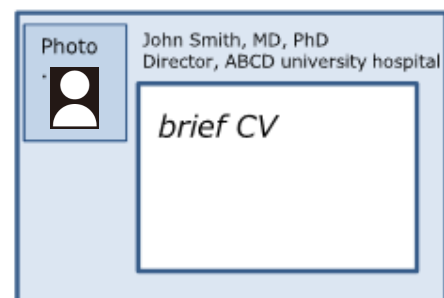 Photo
John Smith, MD, PhD
Director, ABCD university hospital
brief CV